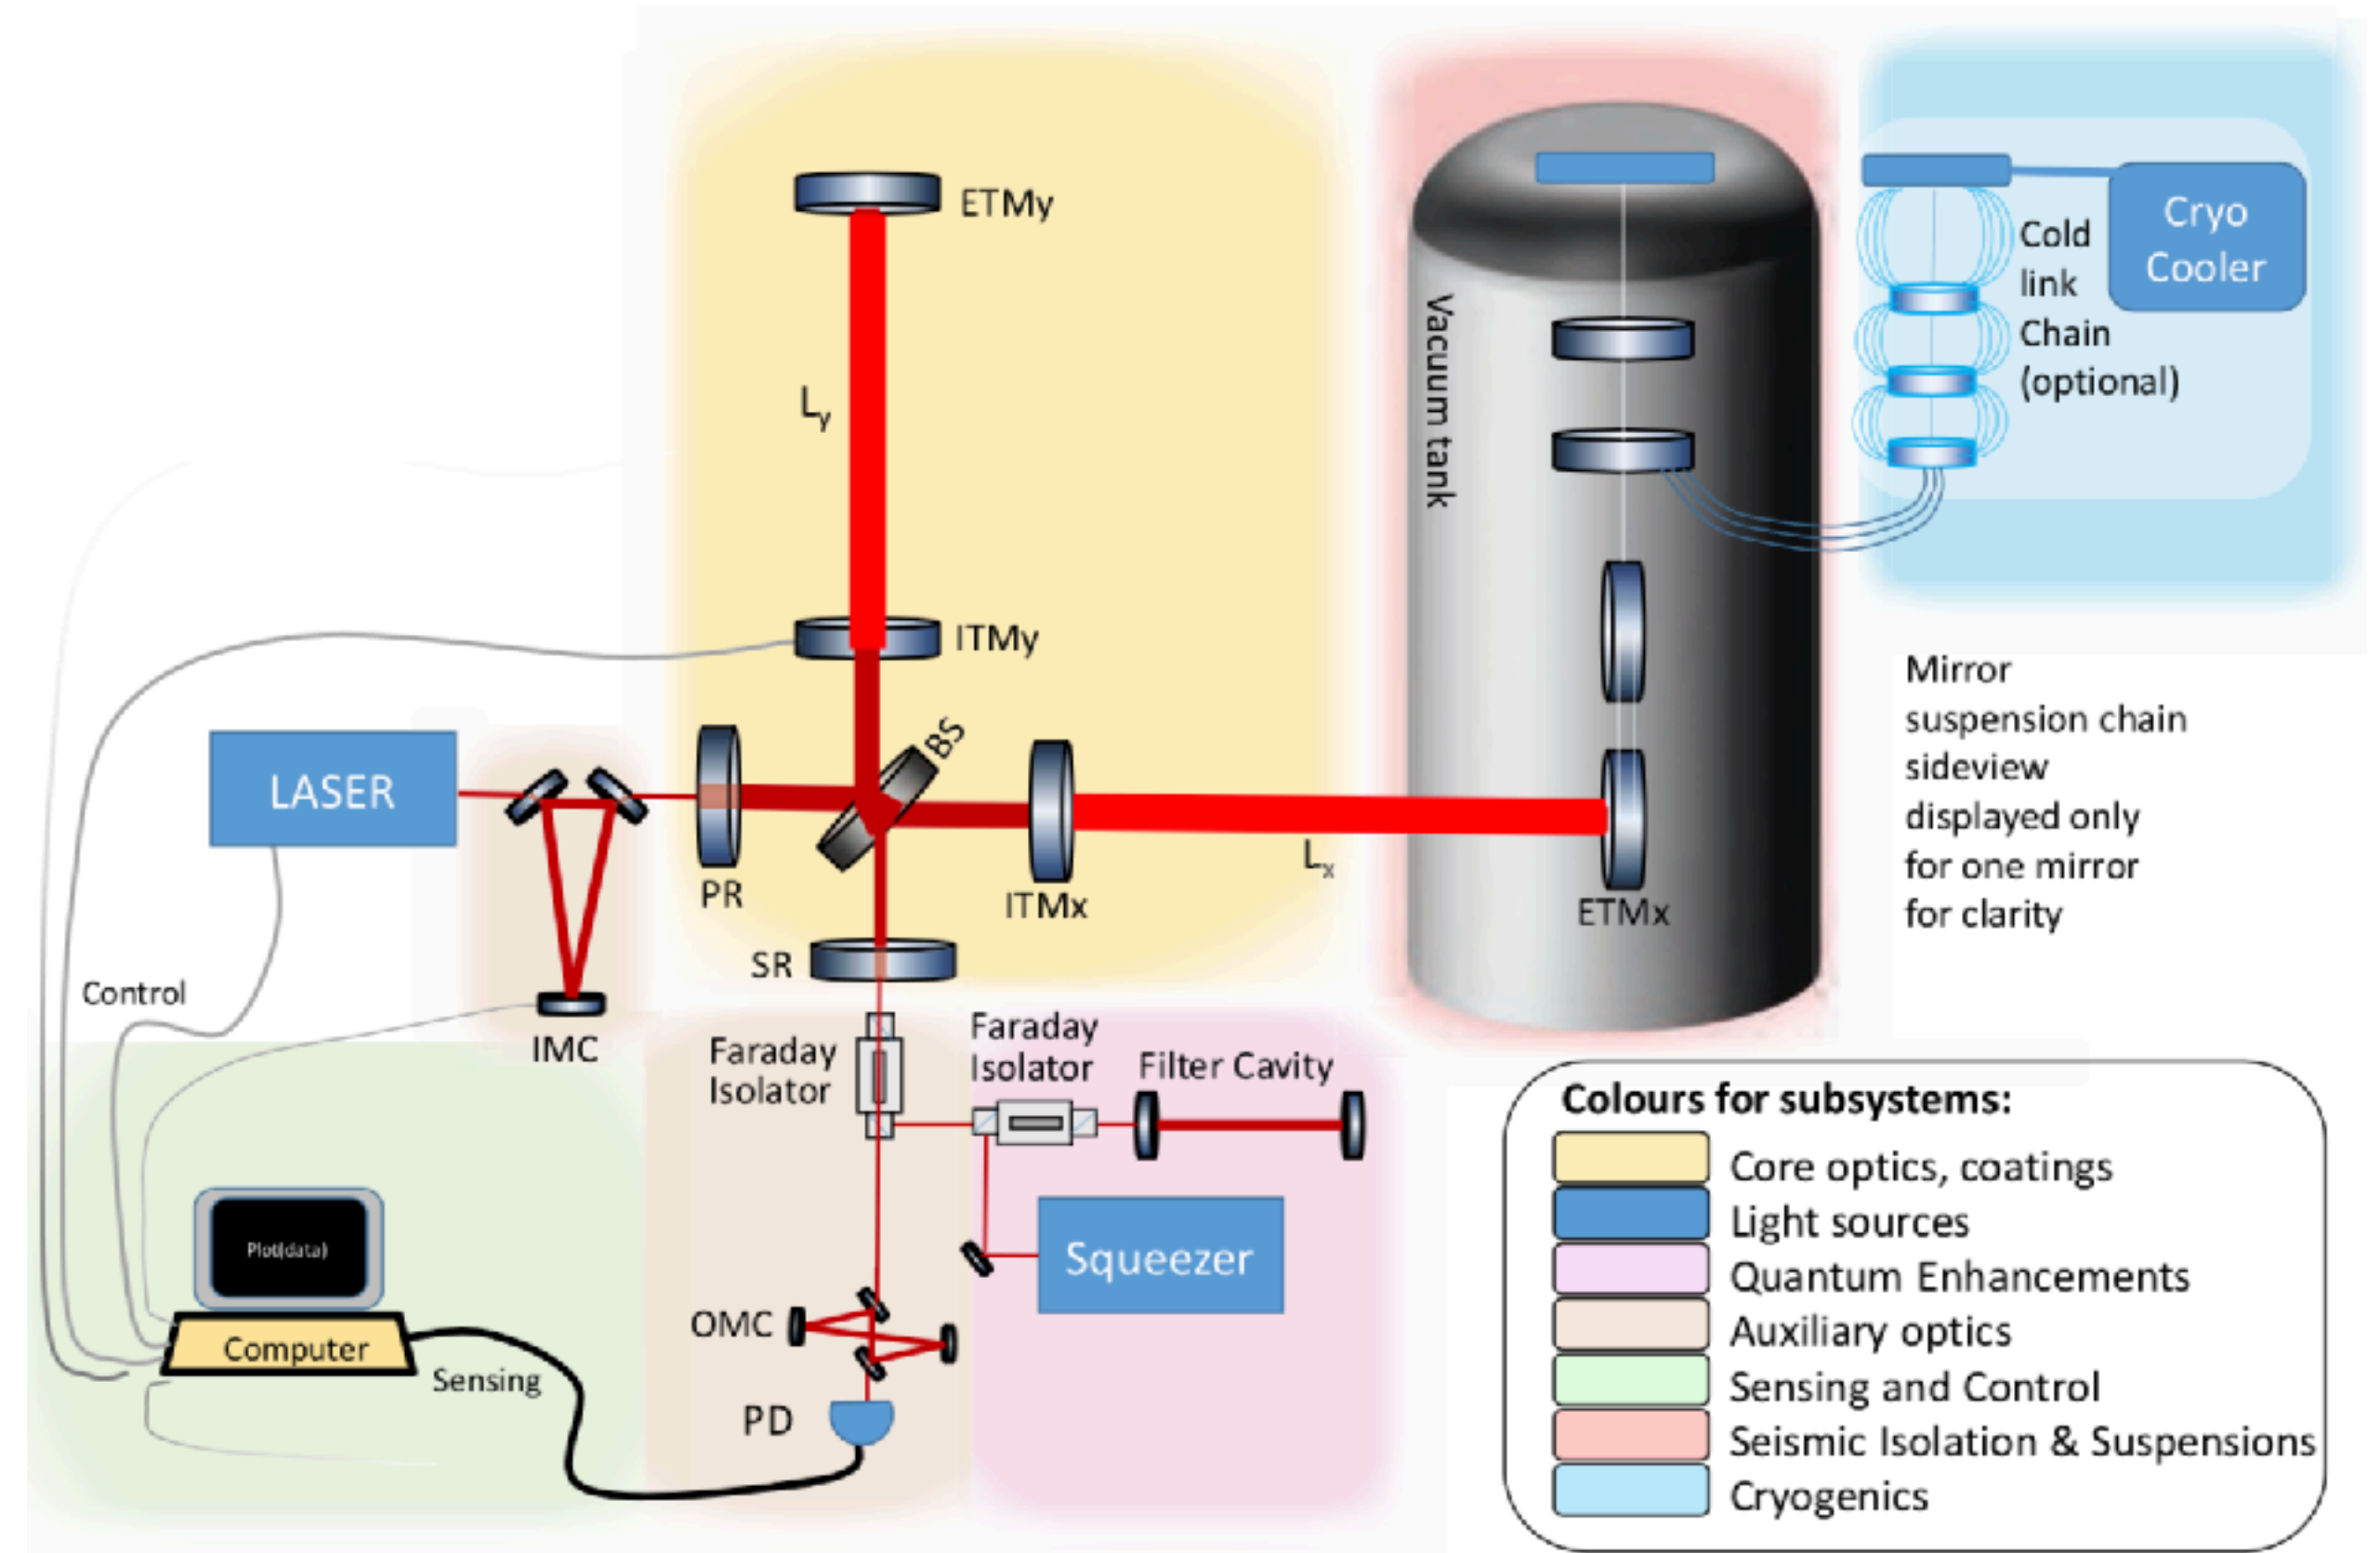 ETMy
Ly
ITMy
BS
LASER
PR
ITMx
Lx
ETMx
Vacuum tank
Cold
link
Chain
(optional)
Cryo
Cooler
Mirror
suspension chain
sideview
displayed only
for one mirror
for clarity
SR
Control
IMC
Faraday
Isolator
Faraday
Isolator
Filter Cavity
Squeezer
Plot(data)
Computer
Sensing
OMC
PD
Colours for subsystems:
Core optics, coatings
Light sources
Quantum Enhancements
Auxiliary optics
Sensing and Control
Seismic Isolation & Suspensions
Cryogenics